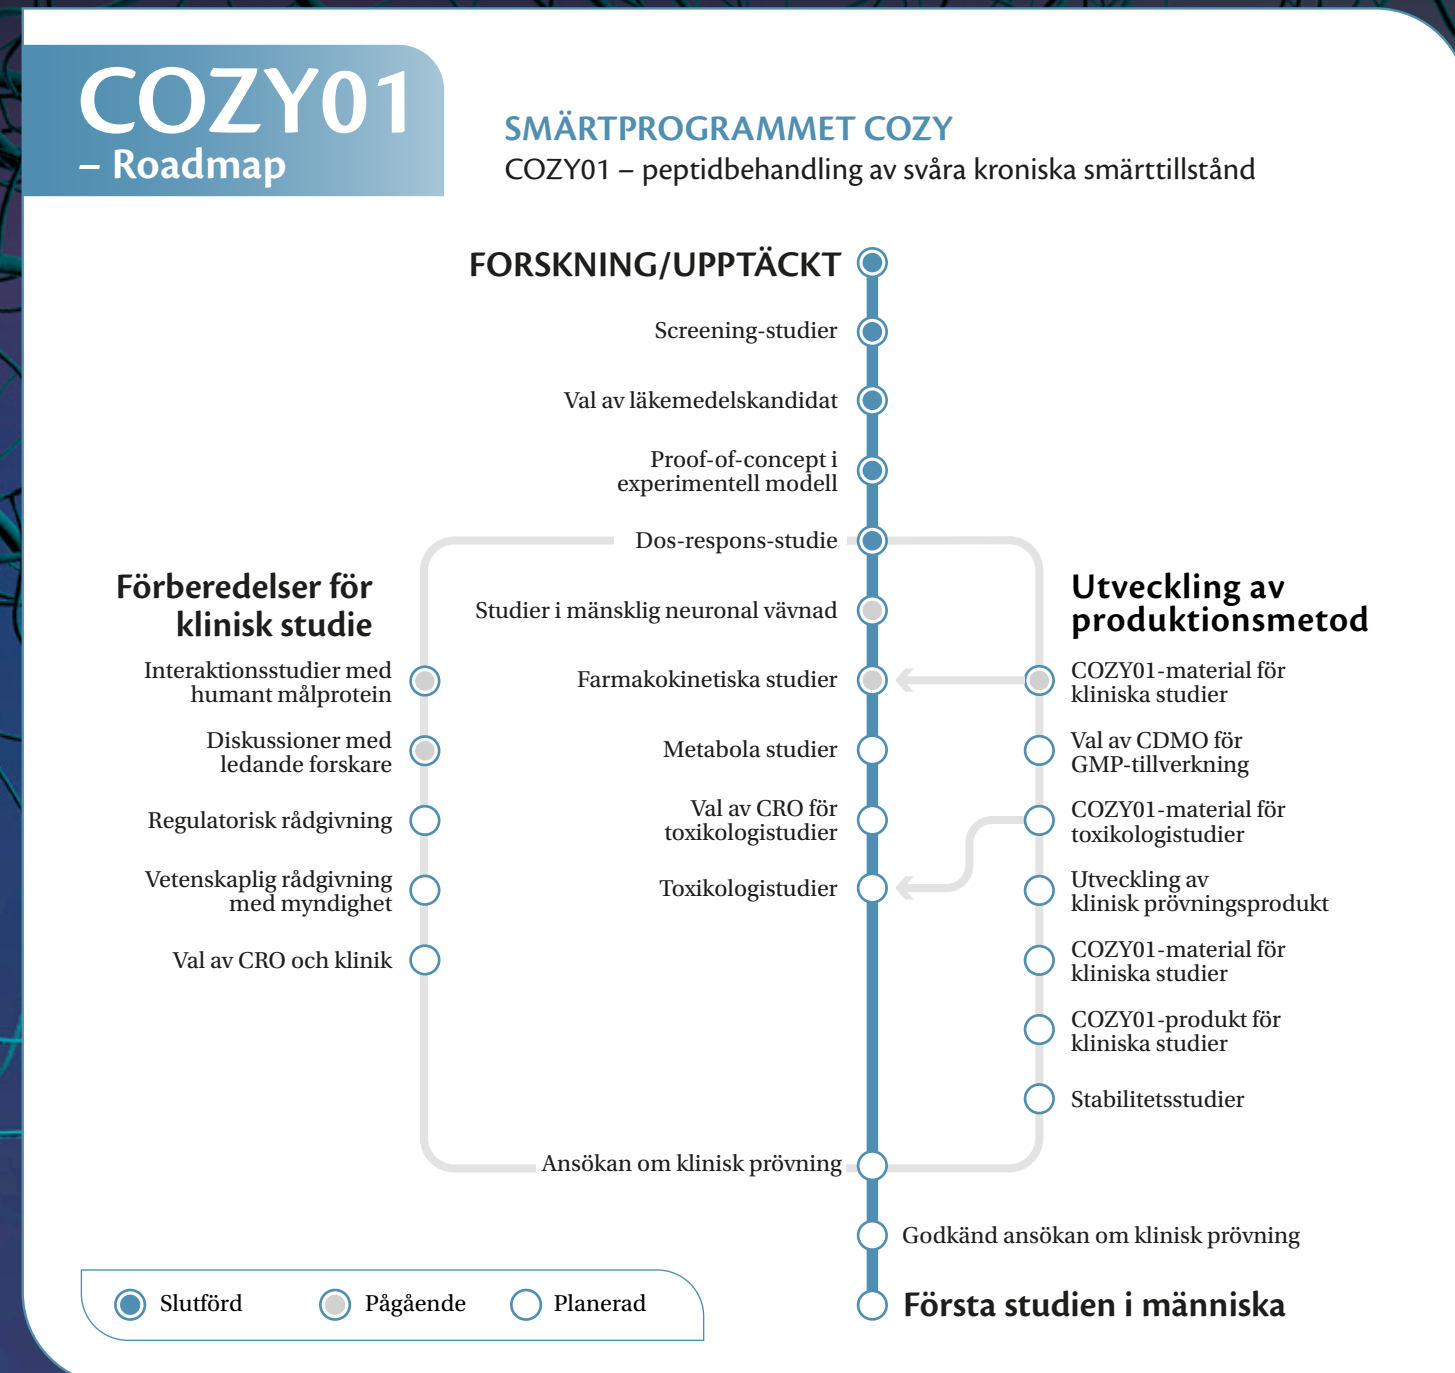 COZY01
– Roadmap
SMÄRTPROGRAMMET COZY
COZY01 – peptidbehandling av svåra kroniska smärttillstånd
FORSKNING/UPPTÄCKT
Screening-studier
Val av läkemedelskandidat
Proof-of-concept i
experimentell modell
Dos-respons-studie
Studier i mänsklig neuronal vävnad
Farmakokinetiska studier
Metabola studier
Val av CRO för
toxikologistudier
Toxikologistudier
Förberedelser för
klinisk studie
Interaktionsstudier med
humant målprotein
Diskussioner med
ledande forskare
Regulatorisk rådgivning
Vetenskaplig rådgivning
med myndighet
Val av CRO och klinik
Utveckling av
produktionsmetod
COZY01-material för
kliniska studier
Val av CDMO för
GMP-tillverkning
COZY01-material för
toxikologistudier
Utveckling av
klinisk prövningsprodukt
COZY01-material för
kliniska studier
COZY01-produkt för
kliniska studier
Stabilitetsstudier
Ansökan om klinisk prövning
Godkänd ansökan om klinisk prövning
Första studien i människa
Slutförd
Pågående
Planerad